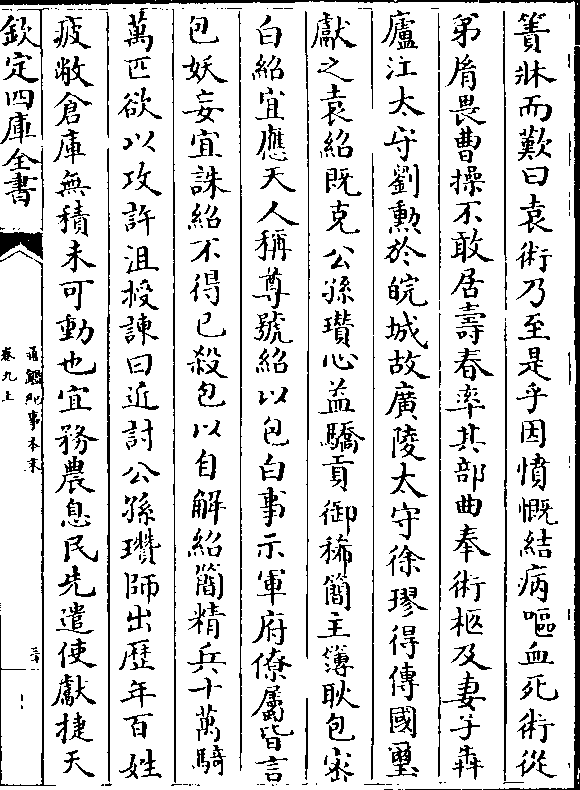 簀牀而歎曰袁術乃至是乎因憤慨結病嘔血死術從
弟𦙍畏曹操不敢居壽春率其部曲奉術柩及妻子犇
廬江太守劉勲於皖城故廣陵太守徐璆得傳國璽
獻之袁紹既克公孫瓚心益驕貢御稀簡主簿耿包宻
白紹宜應天人稱尊號紹以包白事示軍府僚屬皆言
包妖妄宜誅紹不得已殺包以自解紹簡精兵十萬騎
萬匹欲以攻許沮授諫曰近討公孫瓚師出歴年百姓
疲敝倉庫無積未可動也宜務農息民先遣使獻捷天
欽定四庫全書
通鑑紀事本末
卷九上